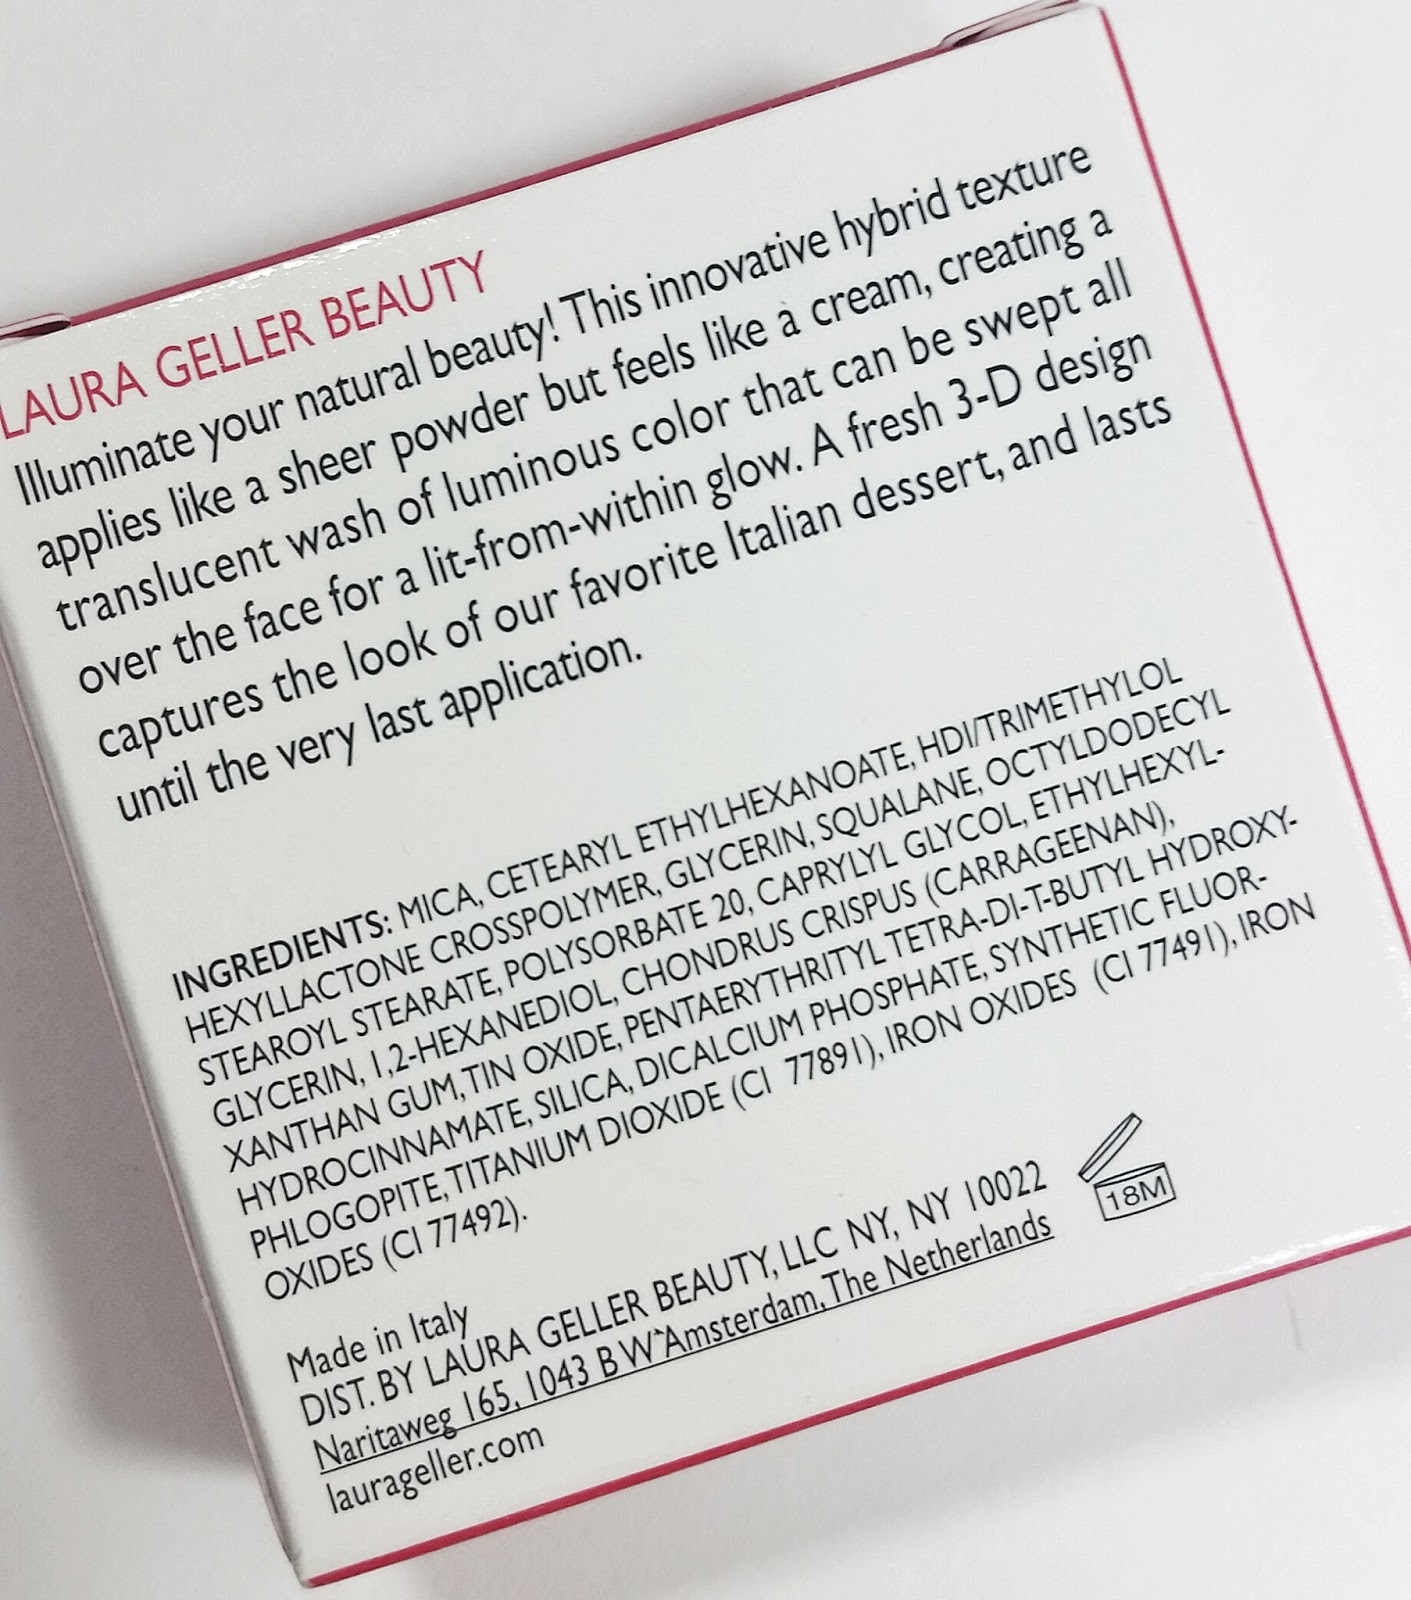 LAURA GELLER BEAUTY
Illuminate your natural beauty! This innovative hybrid texture
applies like a sheer powder but feels like a cream, creating a
translucent wash of luminous color that can be swept all
over the face for a lit-from-within glow. A fresh 3-D design
captures the look of our favorite Italian dessert, and lasts
until the very last application.
INGREDIENTS: MICA, CETEARYL ETHYLHEXANOATE, HDI/TRIMETHYLOL
HEXYLLACTONE CROSSPOLYMER, GLYCERIN, SQUALANE, OCTYLDODECYL
STEAROYL STEARATE, POLYSORBATE 20, CAPRYLYL GLYCOL, ETHYLHEXYL-
GLYCERIN, 1,2-HEXANEDIOL, CHONDRUS CRISPUS (CARRAGEENAN),
XANTHAN GUM, TIN OXIDE, PENTAERYTHRITYL TETRA-DI-T-BUTYL HYDROXY-
HYDROCINNAMATE, SILICA, DICALCIUM PHOSPHATE, SYNTHETIC FLUOR-
PHLOGOPITE, TITANIUM DIOXIDE (CI 77891), IRON OXIDES (CI 77491), IRON
OXIDES (CI 77492).
Made in Italy
DIST. BY LAURA GELLER BEAUTY, LLC NY, NY 10022
Naritaweg 165, 1043 BW Amsterdam, The Netherlands
laurageller.com
18M